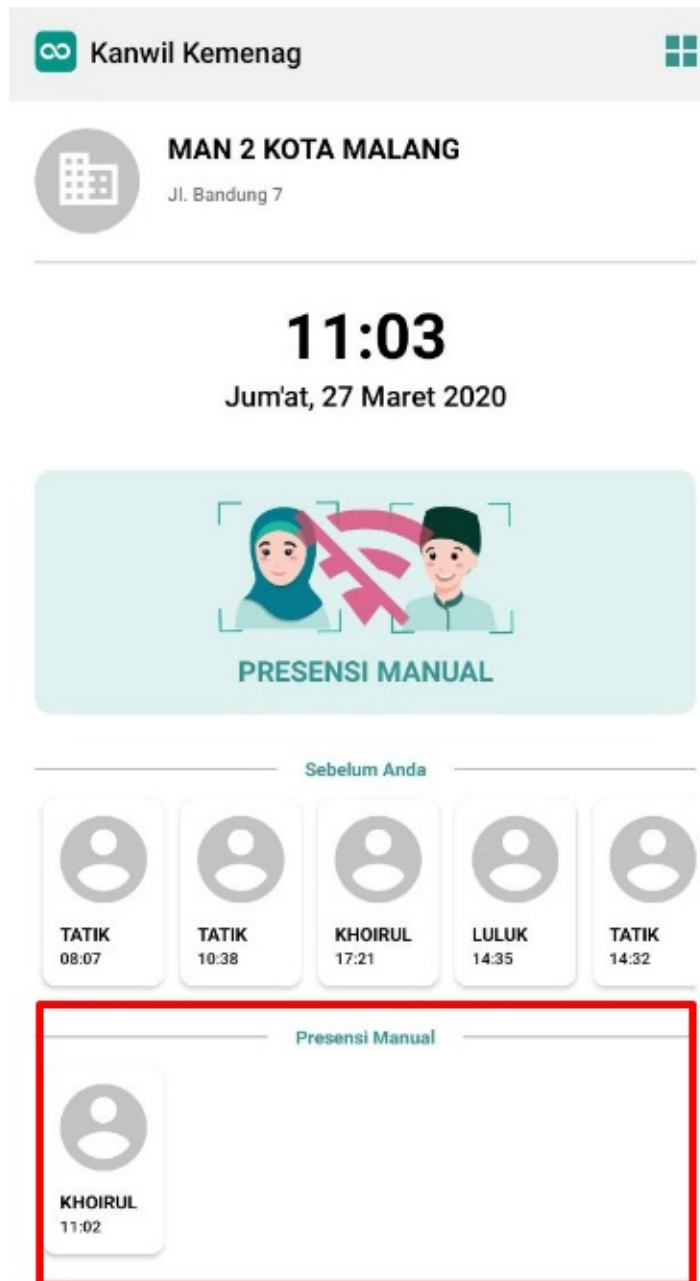 Kanwil Kemenag
MAN 2 KOTA MALANG
Jl. Bandung 7
11:03
Jum'at, 27 Maret 2020
PRESENSI MANUAL
Sebelum Anda
TATIK
08:07
TATIK
10:38
KHOIRUL
17:21
LULUK
14:35
TATIK
14:32
Presensi Manual
KHOIRUL
11:02